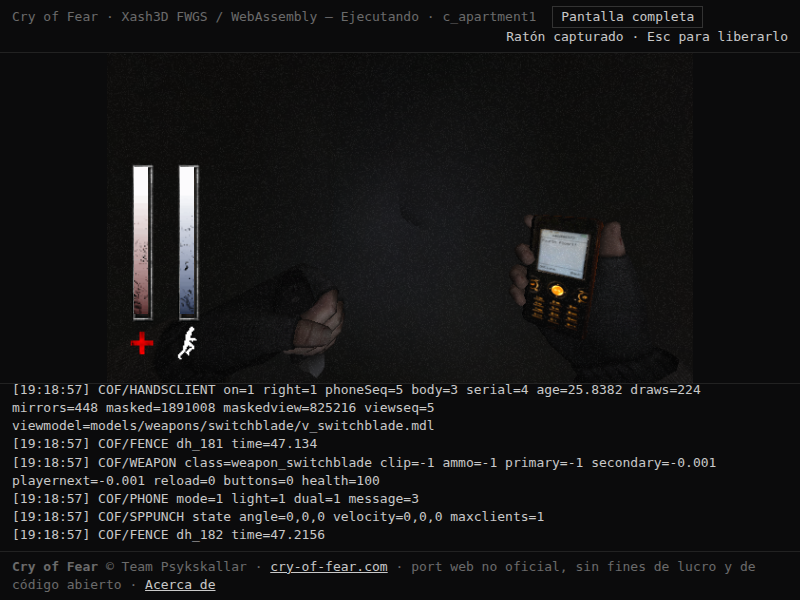 Cry of Fear · Xash3D FWGS / WebAssembly — Ejecutando · c_apartment1
Pantalla completa
Ratón capturado · Esc para liberarlo
[19:18:57] COF/HANDSCLIENT on=1 right=1 phoneSeq=5 body=3 serial=4 age=25.8382 draws=224
mirrors=448 masked=1891008 maskedview=825216 viewseq=5
viewmodel=models/weapons/switchblade/v_switchblade.mdl
[19:18:57] COF/FENCE dh_181 time=47.134
[19:18:57] COF/WEAPON class=weapon_switchblade clip=-1 ammo=-1 primary=-1 secondary=-0.001
playernext=-0.001 reload=0 buttons=0 health=100
[19:18:57] COF/PHONE mode=1 light=1 dual=1 message=3
[19:18:57] COF/SPPUNCH state angle=0,0,0 velocity=0,0,0 maxclients=1
[19:18:57] COF/FENCE dh_182 time=47.2156
Cry of Fear © Team Psykskallar · cry-of-fear.com · port web no oficial, sin fines de lucro y de
código abierto · Acerca de